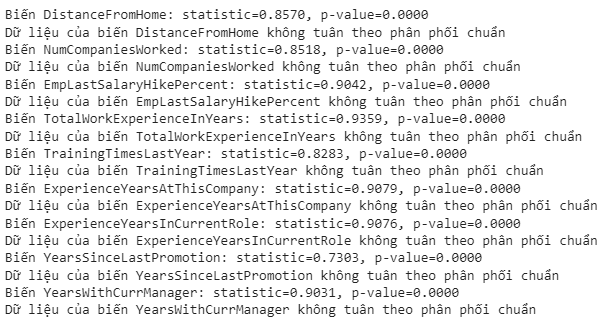 Biến DistanceFromHome: statistic=0.8570, p-value=0.0000
Dữ liệu của biến DistanceFromHome không tuân theo phân phối chuẩn
Biến NumCompaniesWorked: statistic=0.8518, p-value=0.0000
Dữ liệu của biến NumCompaniesWorked không tuân theo phân phối chuẩn
Biến EmpLastSalaryHikePercent: statistic=0.9042, p-value=0.0000
Dữ liệu của biến EmpLastSalaryHikePercent không tuân theo phân phối chuẩn
Biến TotalWorkExperienceInYears: statistic=0.9359, p-value=0.0000
Dữ liệu của biến TotalWorkExperienceInYears không tuân theo phân phối chuẩn
Biến TrainingTimesLastYear: statistic=0.8283, p-value=0.0000
Dữ liệu của biến TrainingTimesLastYear không tuân theo phân phối chuẩn
Biến ExperienceYearsAtThisCompany: statistic=0.9079, p-value=0.0000
Dữ liệu của biến ExperienceYearsAtThisCompany không tuân theo phân phối chuẩn
Biến ExperienceYearsInCurrentRole: statistic=0.9076, p-value=0.0000
Dữ liệu của biến ExperienceYearsInCurrentRole không tuân theo phân phối chuẩn
Biến YearsSinceLastPromotion: statistic=0.7303, p-value=0.0000
Dữ liệu của biến YearsSinceLastPromotion không tuân theo phân phối chuẩn
Biến YearsWithCurrManager: statistic=0.9031, p-value=0.0000
Dữ liệu của biến YearsWithCurrManager không tuân theo phân phối chuẩn